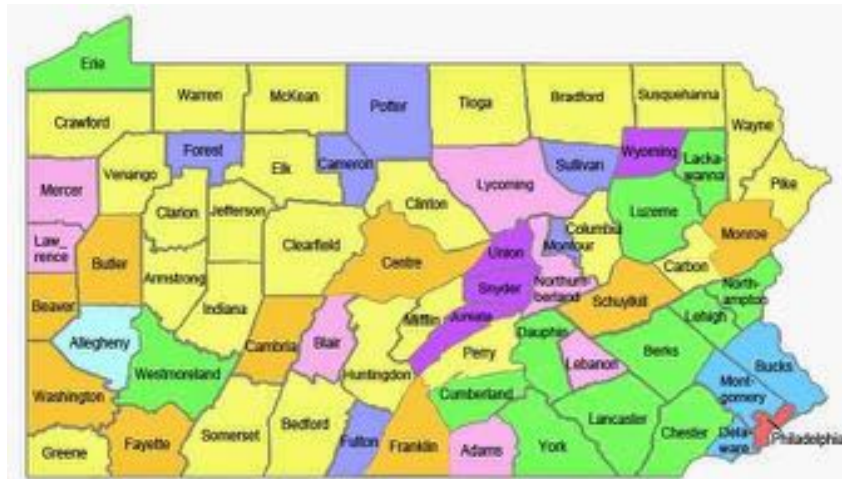 Erie
Warren
McKean
Potter
Tioga
Bradford
Susquehanna
Wayne
Crawford
Forest
Elk
Cameron
Sullivan
Wyoming
Lacka-
wanna
Venango
Mercer
Lycoming
Pike
Clarion
Jefferson
Clinton
Columbia
Luzerne
Law_
rence
Butler
Clearfield
Centre
Union
Montour
Monroe
Carbon
Armstrong
Snyder
Northum-
berland
Schuylkill
North-
ampton
Beaver
Indiana
Mifflin
Juniata
Lehigh
Allegheny
Cambria
Blair
Dauphin
Perry
Lebanon
Berks
Bucks
Westmoreland
Huntingdon
Cumberland
Mont-
gomery
Washington
Lancaster
Greene
Fayette
Somerset
Bedford
Fulton
Franklin
Adams
York
Chester
Dela-
ware
Philadelphia